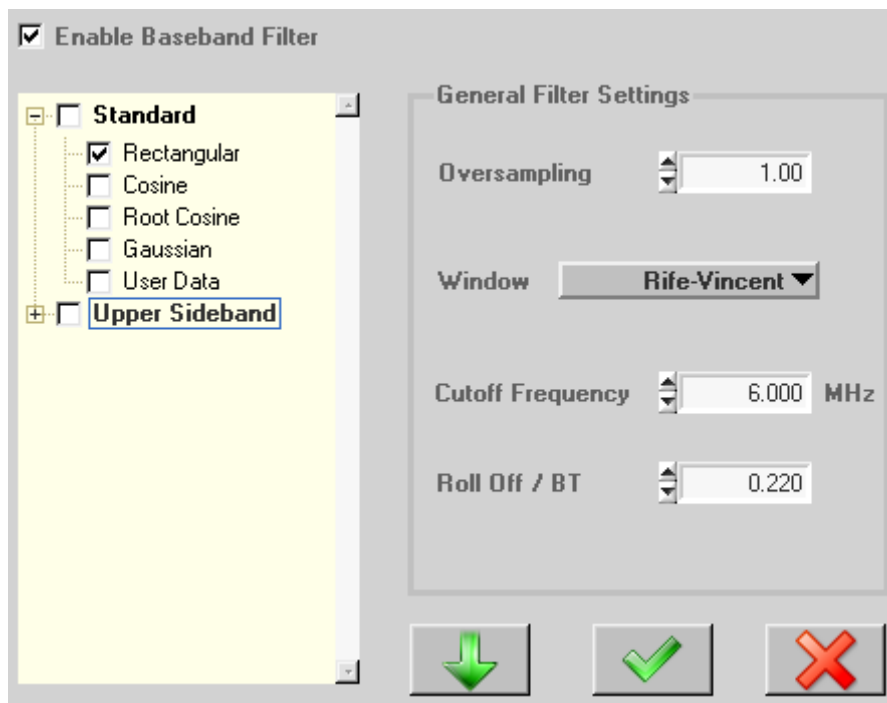 Enable Baseband Filter
Standard
Rectangular
Cosine
Root Cosine
Gaussian
User Data
Upper Sideband
General Filter Settings
Oversampling 1.00
Window Rife-Vincent
Cutoff Frequency 6.000 MHz
Roll Off / BT 0.220